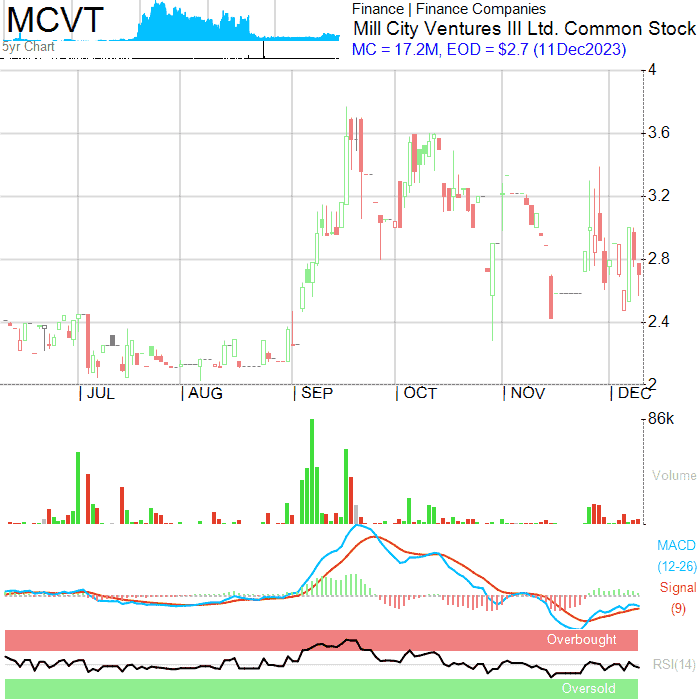 MCVT
5yr Chart
Finance | Finance Companies
Mill City Ventures III Ltd. Common Stock
MC = 17.2M, EOD = $2.7 (11Dec2023)
4
3.6
3.2
2.8
2.4
2
JUL
AUG
SEP
OCT
NOV
DEC
86k
Volume
MACD
(12-26)
Signal
(9)
Overbought
RSI(14)
Oversold